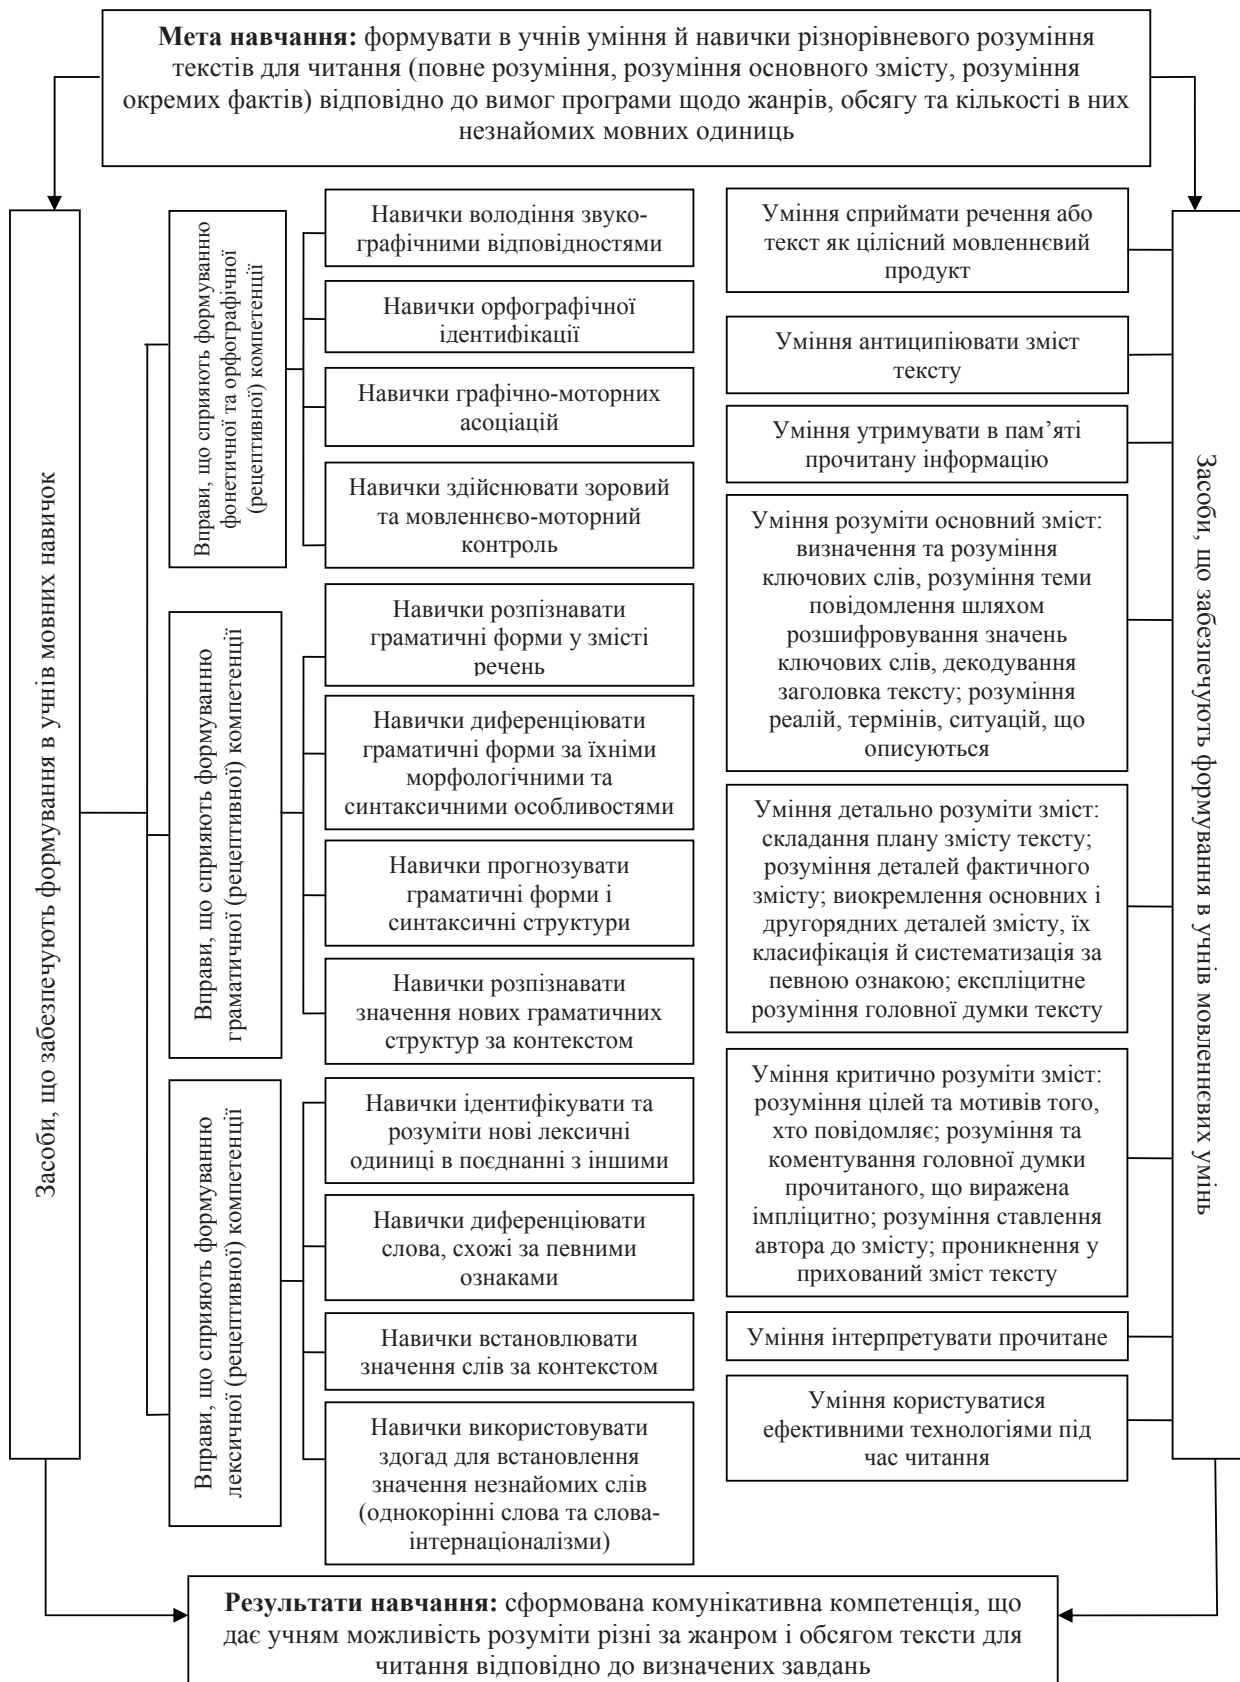 Мета навчання: формувати в учнів уміння й навички різнорівневого розуміння
текстів для читання (повне розуміння, розуміння основного змісту, розуміння
окремих фактів) відповідно до вимог програми щодо жанрів, обсягу та кількості в них
незнайомих мовних одиниць
Засоби, що забезпечують формування в учнів мовних навичок
Вправи, що сприяють формуванню
фонетичної та орфографічної
(рецептивної) компетенції
Навички володіння звуко-
графічними відповідностями
Навички орфографічної
ідентифікації
Навички графічно-моторних
асоціацій
Навички здійснювати зоровий
та мовленнєво-моторний
контроль
Вправи, що сприяють формуванню
граматичної (рецептивної) компетенції
Навички розпізнавати
граматичні форми у змісті
речень
Навички диференціювати
граматичні форми за їхніми
морфологічними та
синтаксичними особливостями
Навички прогнозувати
граматичні форми і
синтаксичні структури
Навички розпізнавати
значення нових граматичних
структур за контекстом
Вправи, що сприяють формуванню
лексичної (рецептивної) компетенції
Навички ідентифікувати та
розуміти нові лексичні
одиниці в поєднанні з іншими
Навички диференціювати
слова, схожі за певними
ознаками
Навички встановлювати
значення слів за контекстом
Навички використовувати
здогад для встановлення
значення незнайомих слів
(однокорінні слова та слова-
інтернаціоналізми)
Уміння сприймати речення або
текст як цілісний мовленнєвий
продукт
Уміння антиципіювати зміст
тексту
Уміння утримувати в пам’яті
прочитану інформацію
Уміння розуміти основний зміст:
визначення та розуміння
ключових слів, розуміння теми
повідомлення шляхом
розшифровування значень
ключових слів, декодування
заголовка тексту; розуміння
реалій, термінів, ситуацій, що
описуються
Уміння детально розуміти зміст:
складання плану змісту тексту;
розуміння деталей фактичного
змісту; виокремлення основних і
другорядних деталей змісту, їх
класифікація й систематизація за
певною ознакою; експліцитне
розуміння головної думки тексту
Уміння критично розуміти зміст:
розуміння цілей та мотивів того,
хто повідомляє; розуміння та
коментування головної думки
прочитаного, що виражена
імпліцитно; розуміння ставлення
автора до змісту; проникнення у
прихований зміст тексту
Уміння інтерпретувати прочитане
Уміння користуватися
ефективними технологіями під
час читання
Засоби, що забезпечують формування в учнів мовленнєвих умінь
Результати навчання: сформована комунікативна компетенція, що
дає учням можливість розуміти різні за жанром і обсягом тексти для
читання відповідно до визначених завдань